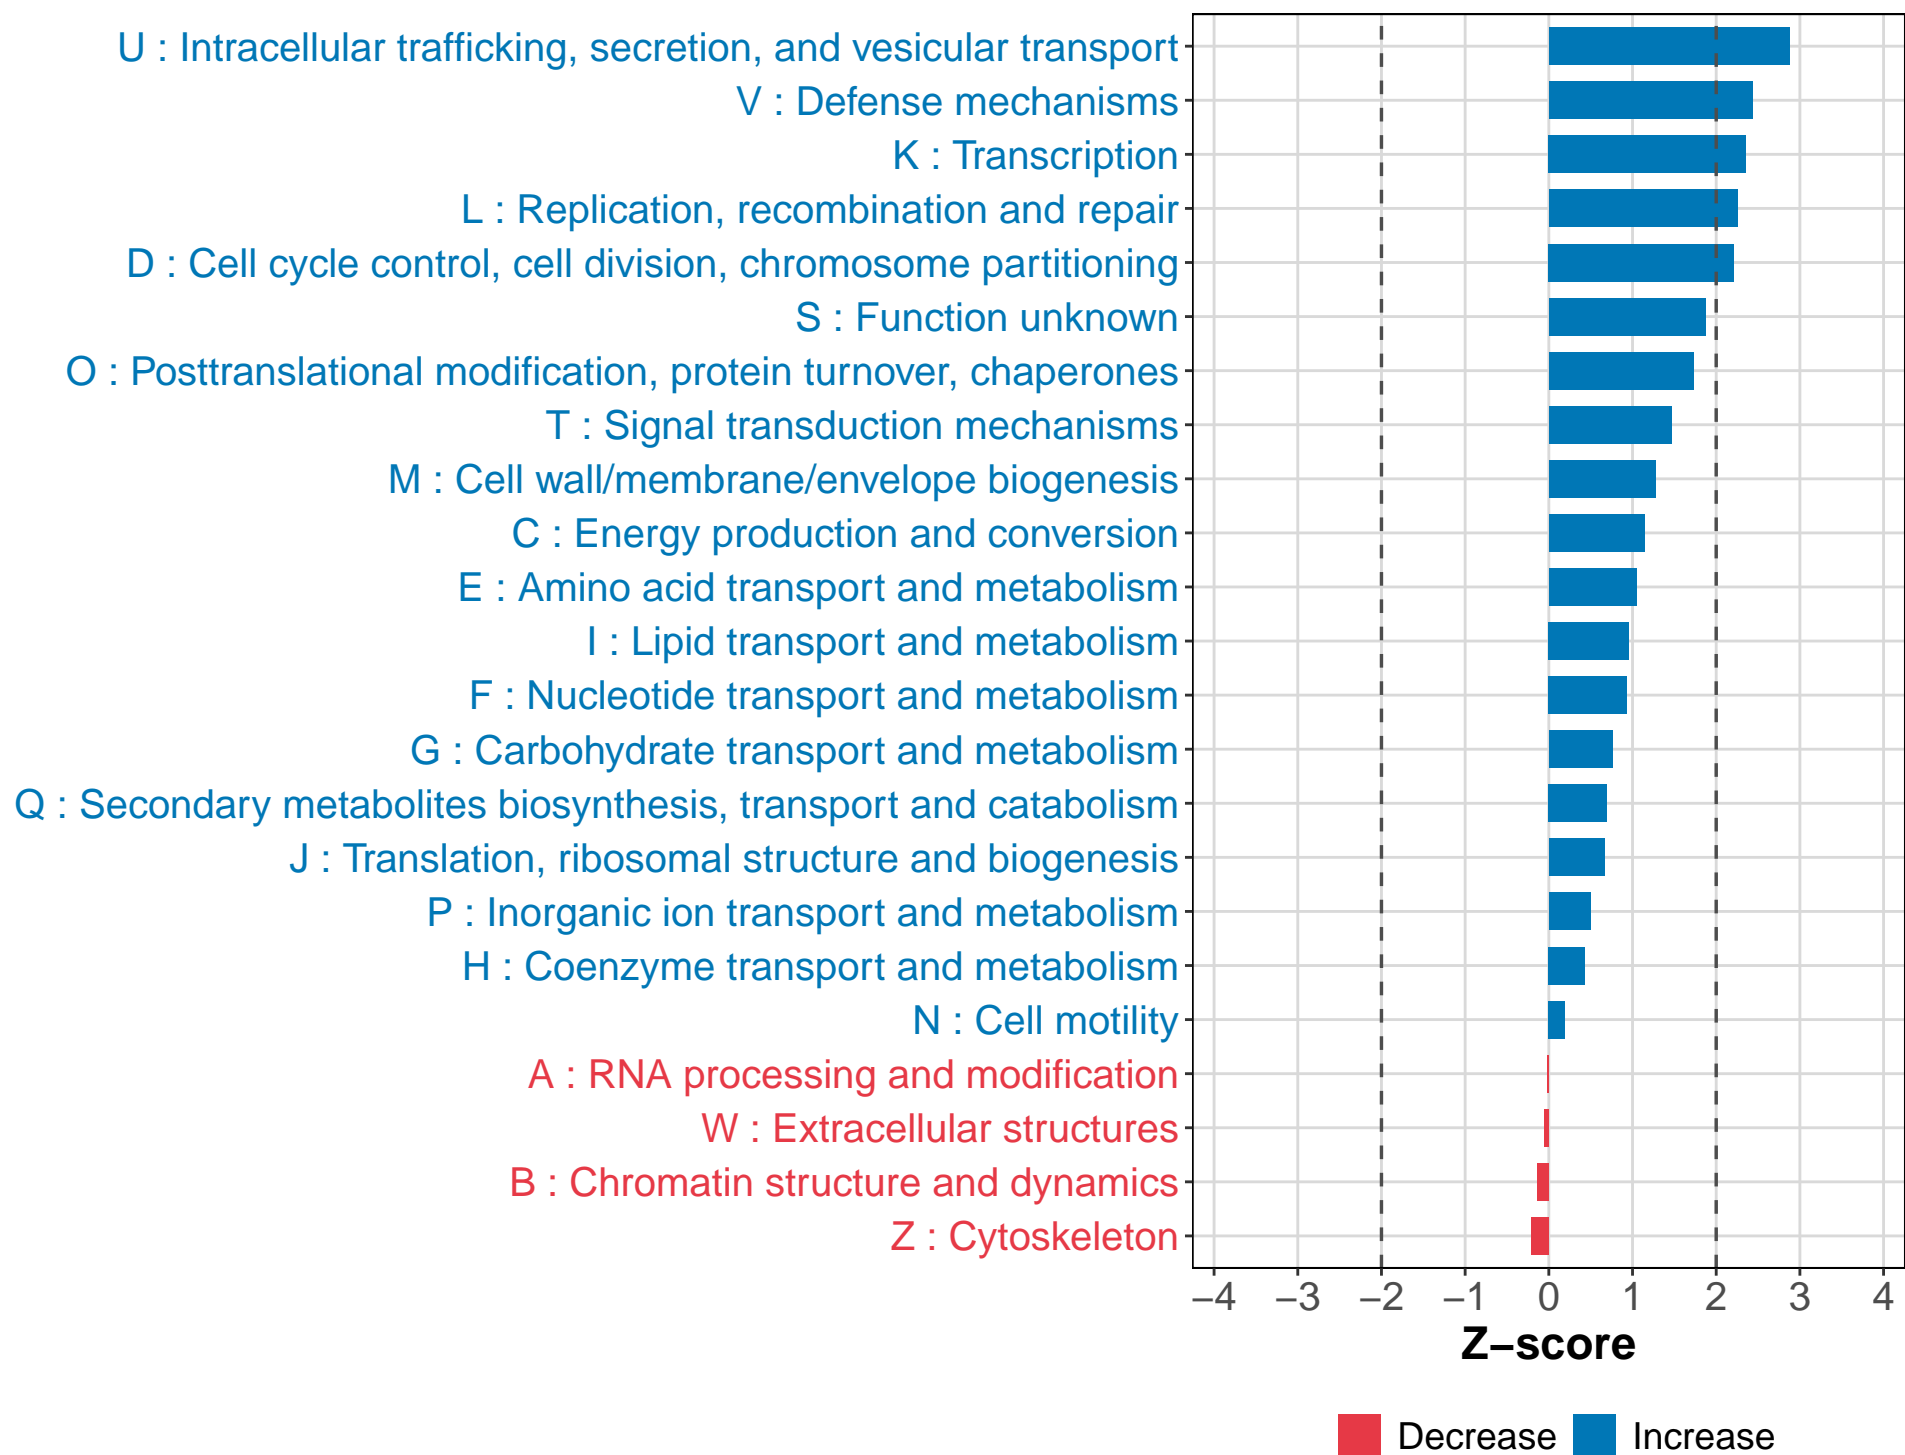 U : Intracellular trafficking, secretion, and vesicular transport
V : Defense mechanisms
K : Transcription
L : Replication, recombination and repair
D : Cell cycle control, cell division, chromosome partitioning
S : Function unknown
O : Posttranslational modification, protein turnover, chaperones
T : Signal transduction mechanisms
M : Cell wall/membrane/envelope biogenesis
C : Energy production and conversion
E : Amino acid transport and metabolism
I : Lipid transport and metabolism
F : Nucleotide transport and metabolism
G : Carbohydrate transport and metabolism
Q : Secondary metabolites biosynthesis, transport and catabolism
J : Translation, ribosomal structure and biogenesis
P : Inorganic ion transport and metabolism
H : Coenzyme transport and metabolism
N : Cell motility
A : RNA processing and modification
W : Extracellular structures
B : Chromatin structure and dynamics
Z : Cytoskeleton
−4 −3 −2 −1 0 1 2 3 4
Z−score
Decrease Increase